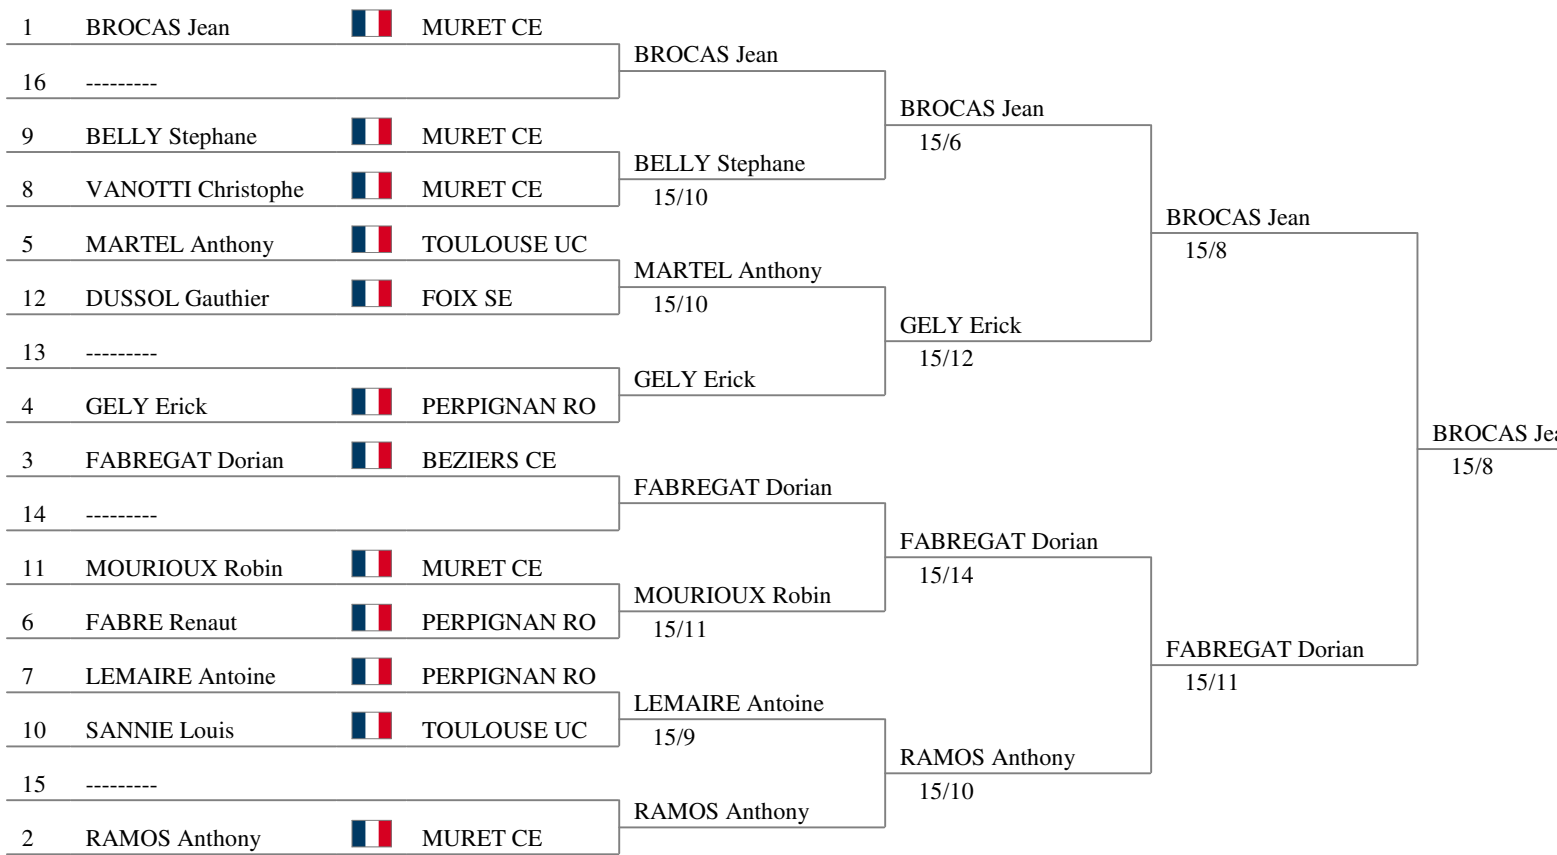 1 BROCAS Jean MURET CE
16 ---------
9 BELLY Stephane MURET CE
8 VANOTTI Christophe MURET CE
5 MARTEL Anthony TOULOUSE UC
12 DUSSOL Gauthier FOIX SE
13 ---------
4 GELY Erick PERPIGNAN RO
3 FABREGAT Dorian BEZIERS CE
14 ---------
11 MOURIOUX Robin MURET CE
6 FABRE Renaut PERPIGNAN RO
7 LEMAIRE Antoine PERPIGNAN RO
10 SANNIE Louis TOULOUSE UC
15 ---------
2 RAMOS Anthony MURET CE
BROCAS Jean
BELLY Stephane
15/10
MARTEL Anthony
15/10
GELY Erick
FABREGAT Dorian
MOURIOUX Robin
15/11
LEMAIRE Antoine
15/9
RAMOS Anthony
BROCAS Jean
15/6
GELY Erick
15/12
FABREGAT Dorian
15/14
RAMOS Anthony
15/10
BROCAS Jean
15/8
FABREGAT Dorian
15/11
BROCAS Jea
15/8